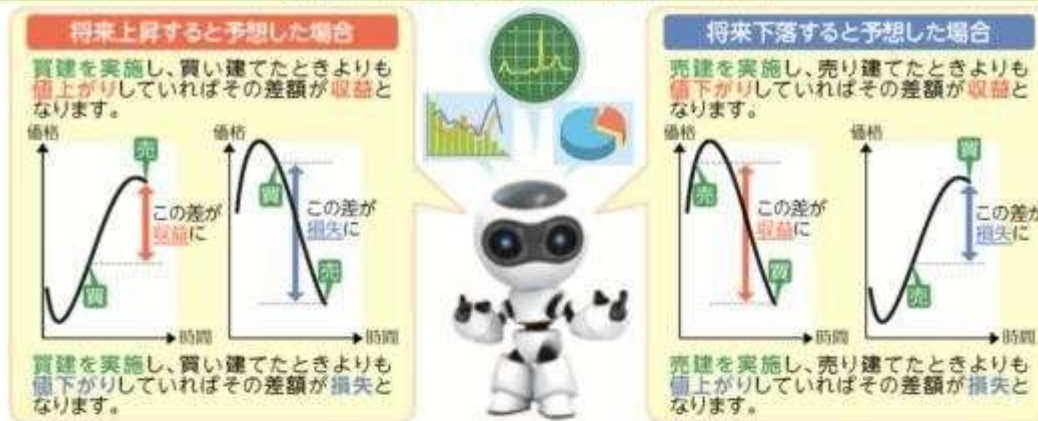 将来上昇すると予想した場合
買建を実施し、買い建てたときよりも
値上がりしていればその差額が収益と
なります。
価格
売
この差が
収益に
買
時間
価格
買
この差が
損失に
売
時間
買建を実施し、買い建てたときよりも
値下がりしていればその差額が損失と
なります。
将来下落すると予想した場合
売建を実施し、売り建てたときよりも
値下がりしていればその差額が収益と
なります。
価格
売
この差が
収益に
買
時間
価格
買
この差が
損失に
売
時間
売建を実施し、売り建てたときよりも
値上がりしていればその差額が損失と
なります。